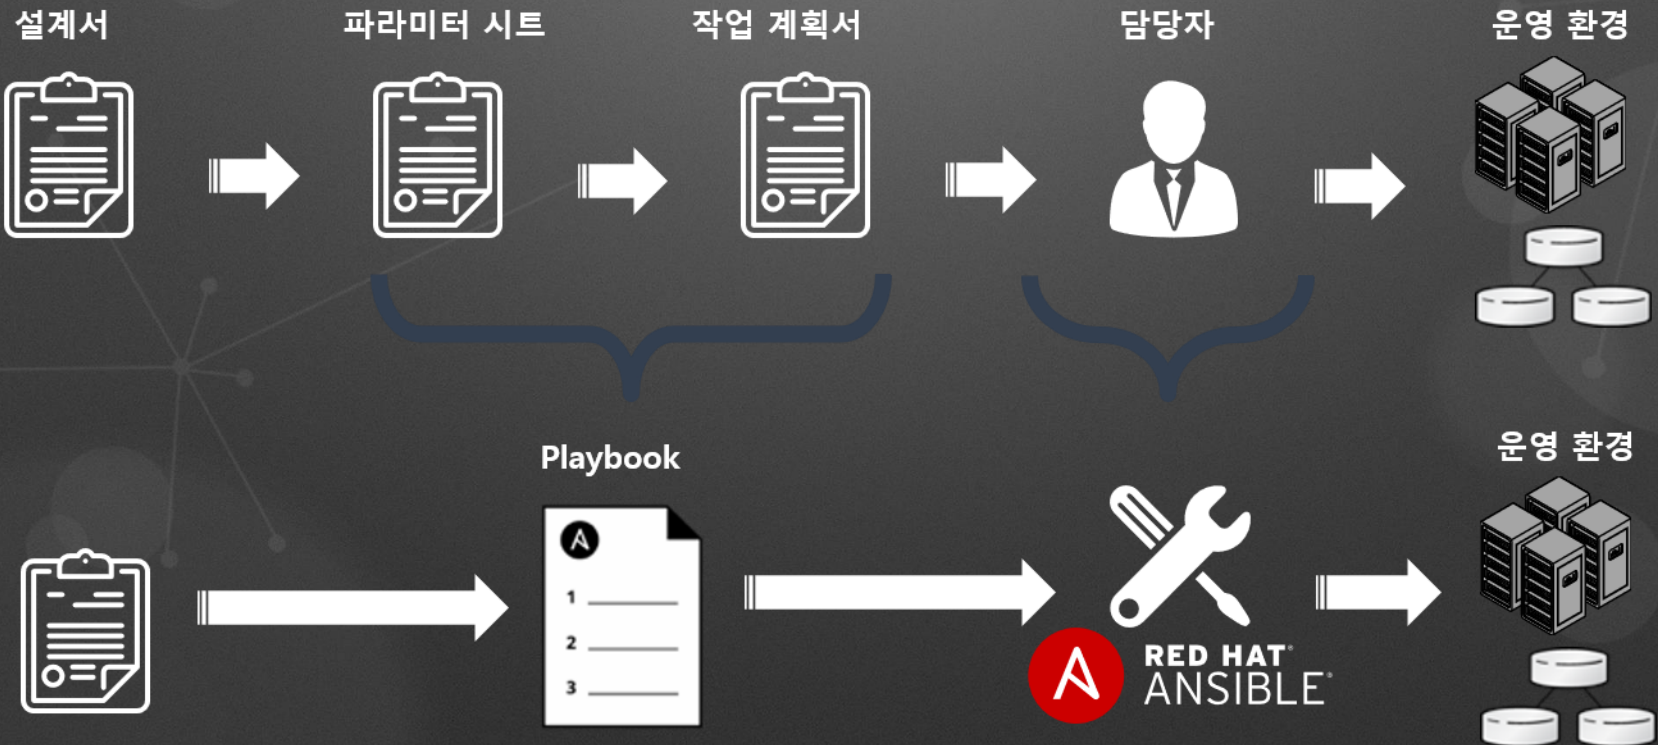 설계서
파라미터 시트
작업 계획서
담당자
운영 환경
Playbook
운영 환경
A
1
2
3
A
RED HAT®
ANSIBLE®